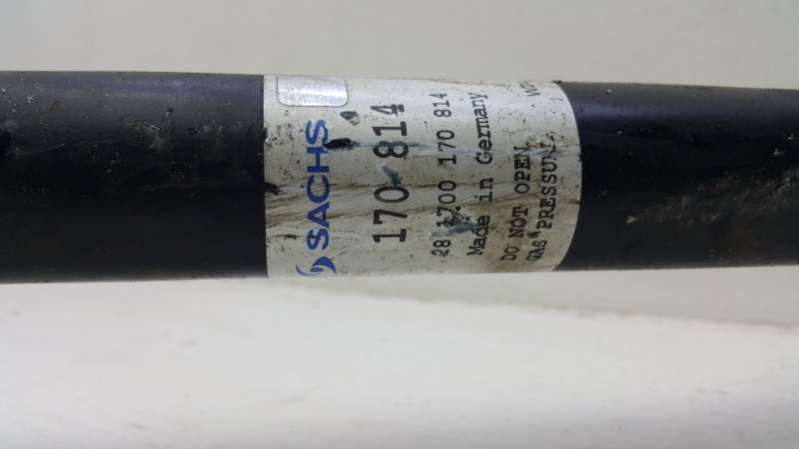 SACHS
170 814
28 1700 170 814
Made in Germany
DO NOT OPEN
GAS PRESSURE